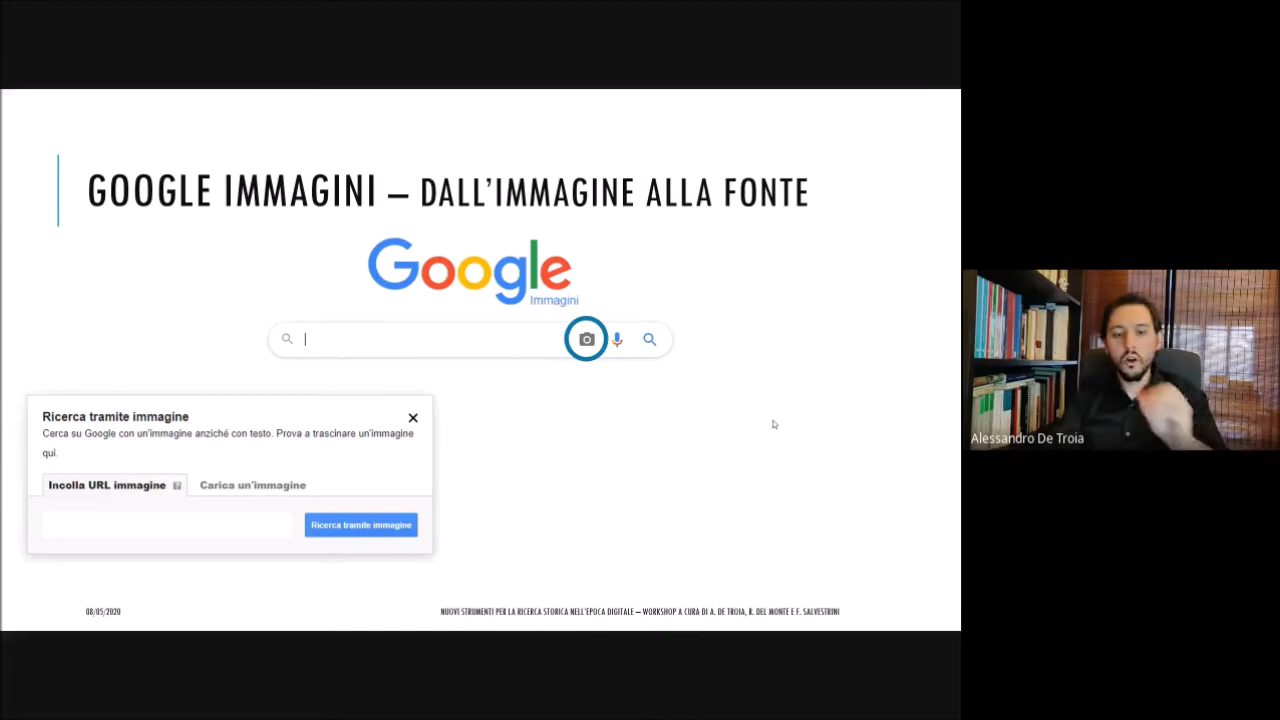 GOOGLE IMMAGINI – DALL'IMMAGINE ALLA FONTE
Google
Immagini
Ricerca tramite immagine
Cerca su Google con un'immagine anziché con testo. Prova a trascinare un'immagine
qui.
Incolla URL immagine
Carica un'immagine
Ricerca tramite immagine
Alessandro De Troia
08/05/2020
NUOVI STRUMENTI PER LA RICERCA STORICA NELL'EPOCA DIGITALE – WORKSHOP A CURA DI A. DE TROIA, R. DEL MONTE E F. SALVESTRINI